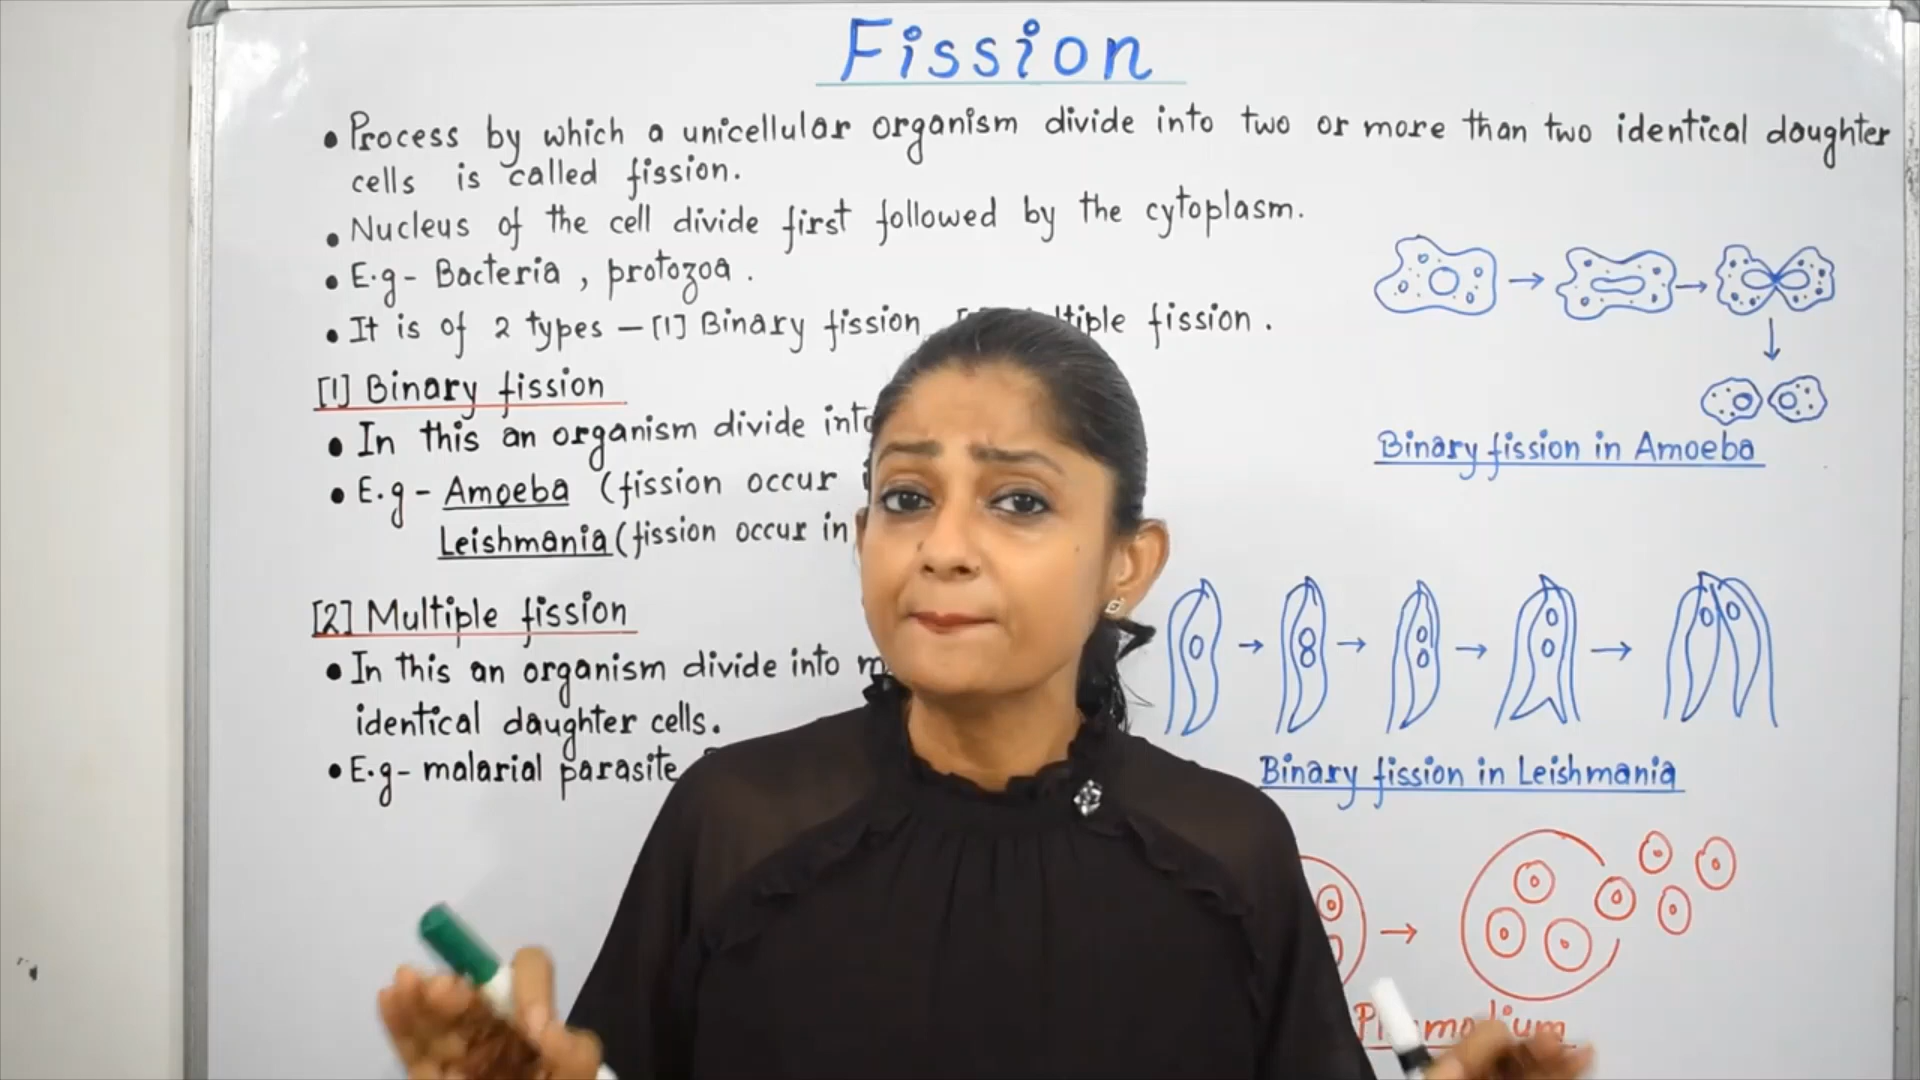 Fission
• Process by which a unicellular organism divide into two or more than two identical daughter
cells is called fission.
• Nucleus of the cell divide first followed by the cytoplasm.
• E.g - Bacteria , protozoa .
• It is of 2 types – [1] Binary fission fission .
[1] Binary fission
• In this an organism divide into
• E.g - Amoeba (fission occur
Leishmania (fission occur in
[2] Multiple fission
• In this an organism divide into
identical daughter cells.
• E.g - malarial parasite
Binary fission in Amoeba
Binary fission in Leishmania
Plasmodium